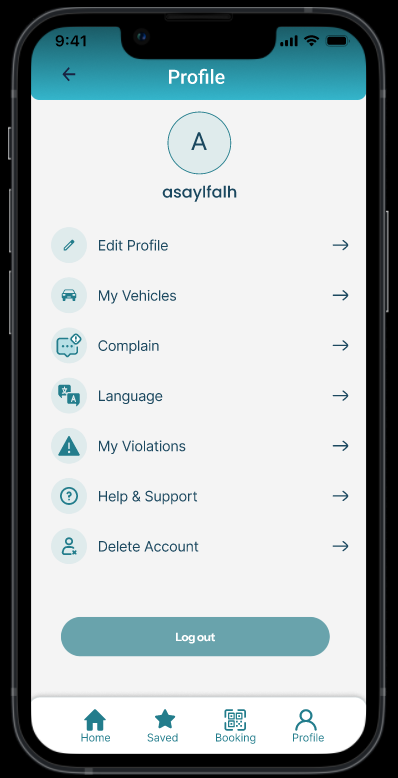 9:41
Profile
A
asaylfalh
Edit Profile
My Vehicles
Complain
Language
My Violations
Help & Support
Delete Account
Log out
Home Saved Booking Profile